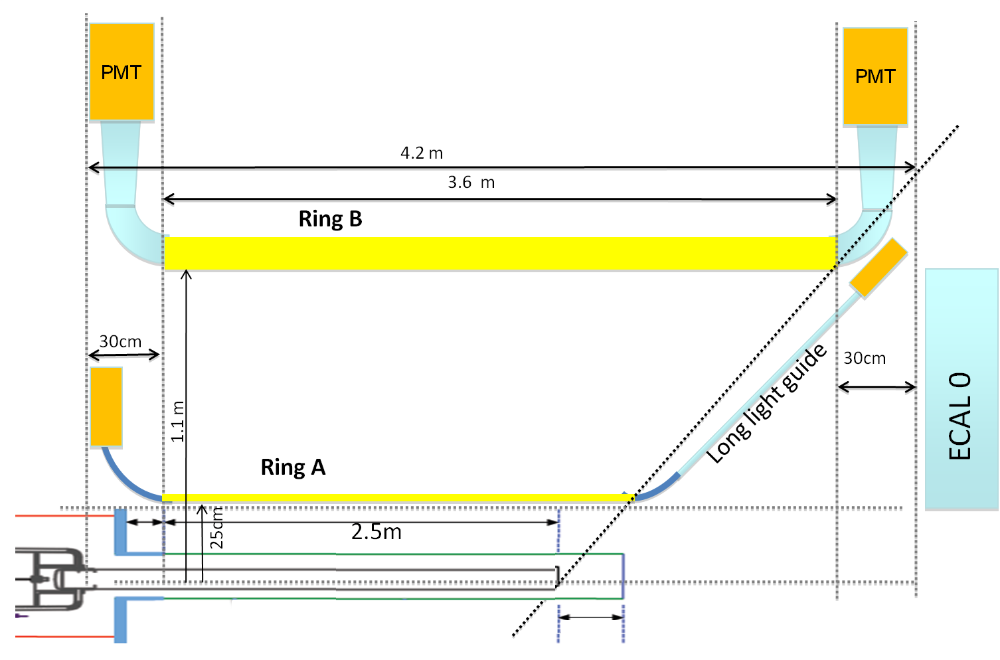 PMT
PMT
4.2 m
3.6 m
Ring B
30cm
30cm
1.1 m
Long light guide
ECAL 0
Ring A
25cm
2.5m